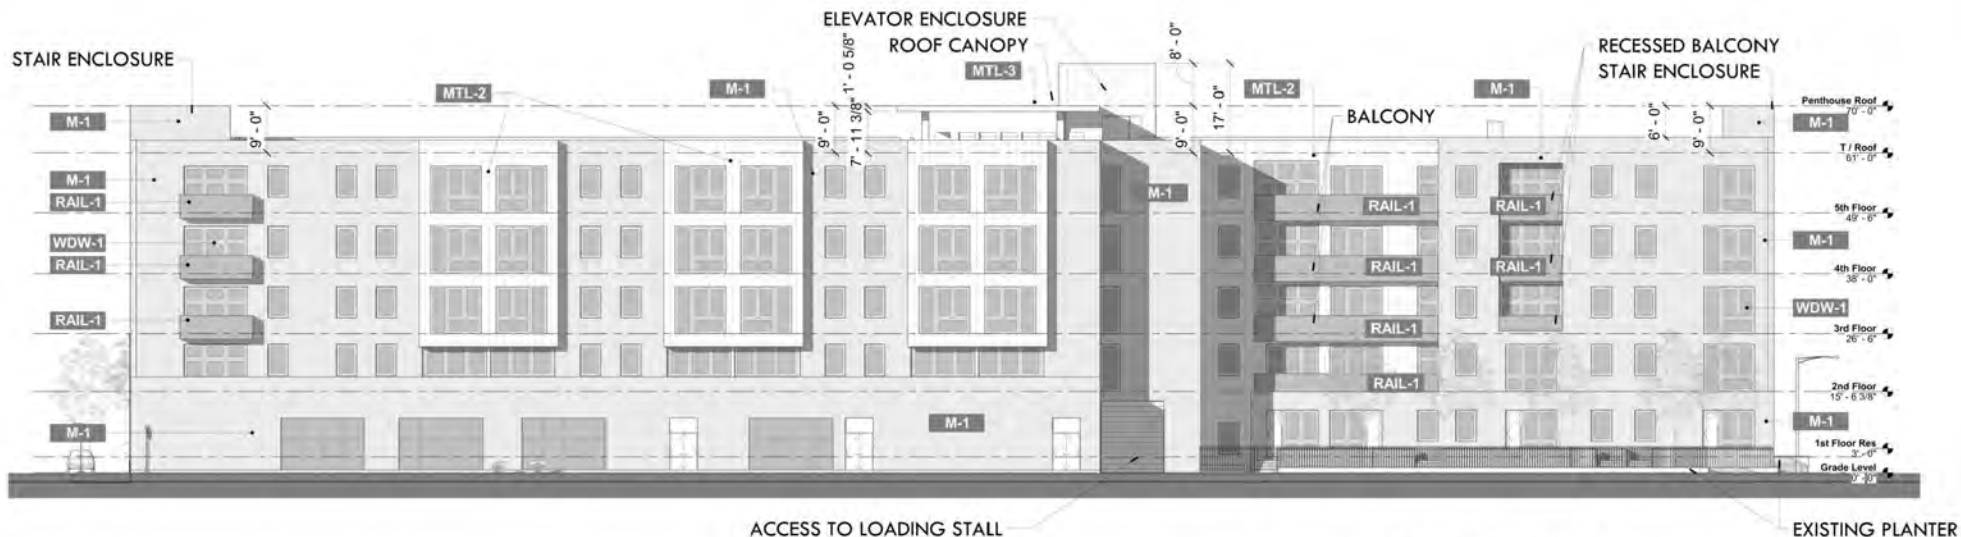 ELEVATOR ENCLOSURE
ROOF CANOPY
MTL-3
STAIR ENCLOSURE
RECESSED BALCONY
STAIR ENCLOSURE
8' - 0"
1' - 0 5/8"
MTL-2
M-1
MTL-2
M-1
BALCONY
M-1
9' - 0"
9' - 0"
7' - 11 3/8"
9' - 0"
17' - 0"
6' - 0"
9' - 0"
Penthouse Roof
70' - 0"
M-1
T / Roof
61' - 0"
M-1
RAIL-1
M-1
RAIL-1
RAIL-1
5th Floor
49' - 6"
WDW-1
RAIL-1
RAIL-1
RAIL-1
M-1
4th Floor
38' - 0"
RAIL-1
RAIL-1
WDW-1
3rd Floor
26' - 6"
RAIL-1
2nd Floor
15' - 6 3/8"
M-1
M-1
M-1
1st Floor Res
3' - 0"
Grade Level
0' - 0"
ACCESS TO LOADING STALL
EXISTING PLANTER